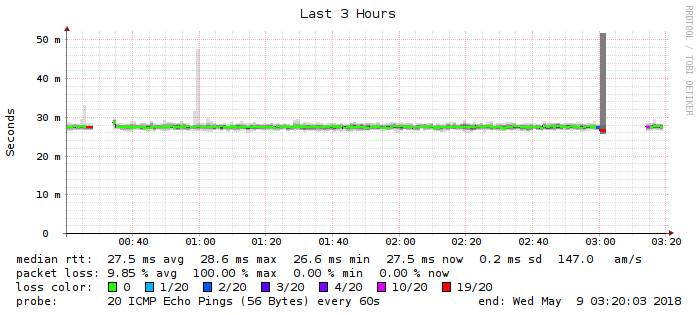 Last 3 Hours
RRDTOOL / TOBI OETIKER
Seconds
50 m
40 m
30 m
20 m
10 m
0
00:40 01:00 01:20 01:40 02:00 02:20 02:40 03:00 03:20
median rtt: 27.5 ms avg 28.6 ms max 26.6 ms min 27.5 ms now 0.2 ms sd 147.0 am/s
packet loss: 9.85 % avg 100.00 % max 0.00 % min 0.00 % now
loss color: 0 1/20 2/20 3/20 4/20 10/20 19/20
probe: 20 ICMP Echo Pings (56 Bytes) every 60s end: Wed May 9 03:20:03 2018